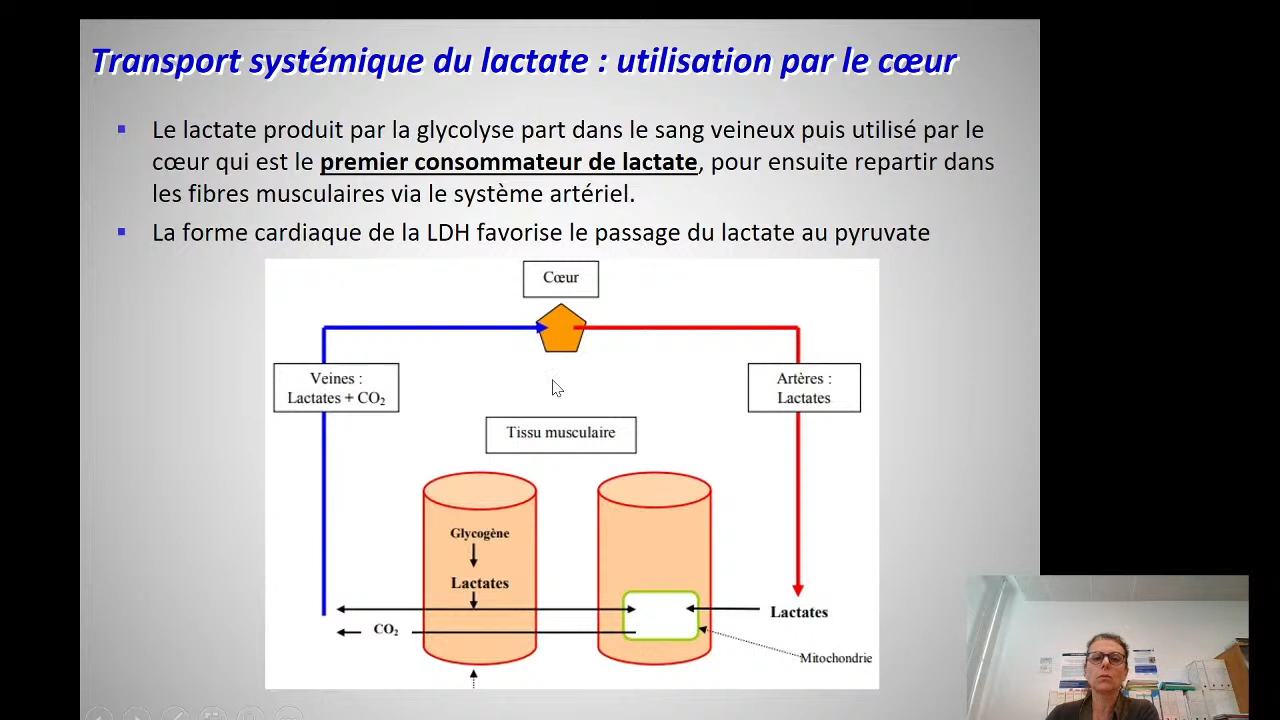 Transport systémique du lactate : utilisation par le cœur
Le lactate produit par la glycolyse part dans le sang veineux puis utilisé par le
cœur qui est le premier consommateur de lactate, pour ensuite repartir dans
les fibres musculaires via le système artériel.
La forme cardiaque de la LDH favorise le passage du lactate au pyruvate
Cœur
Veines :
Lactates + CO₂
Artères :
Lactates
Tissu musculaire
Glycogène
Lactates
Lactates
CO₂
Mitochondrie